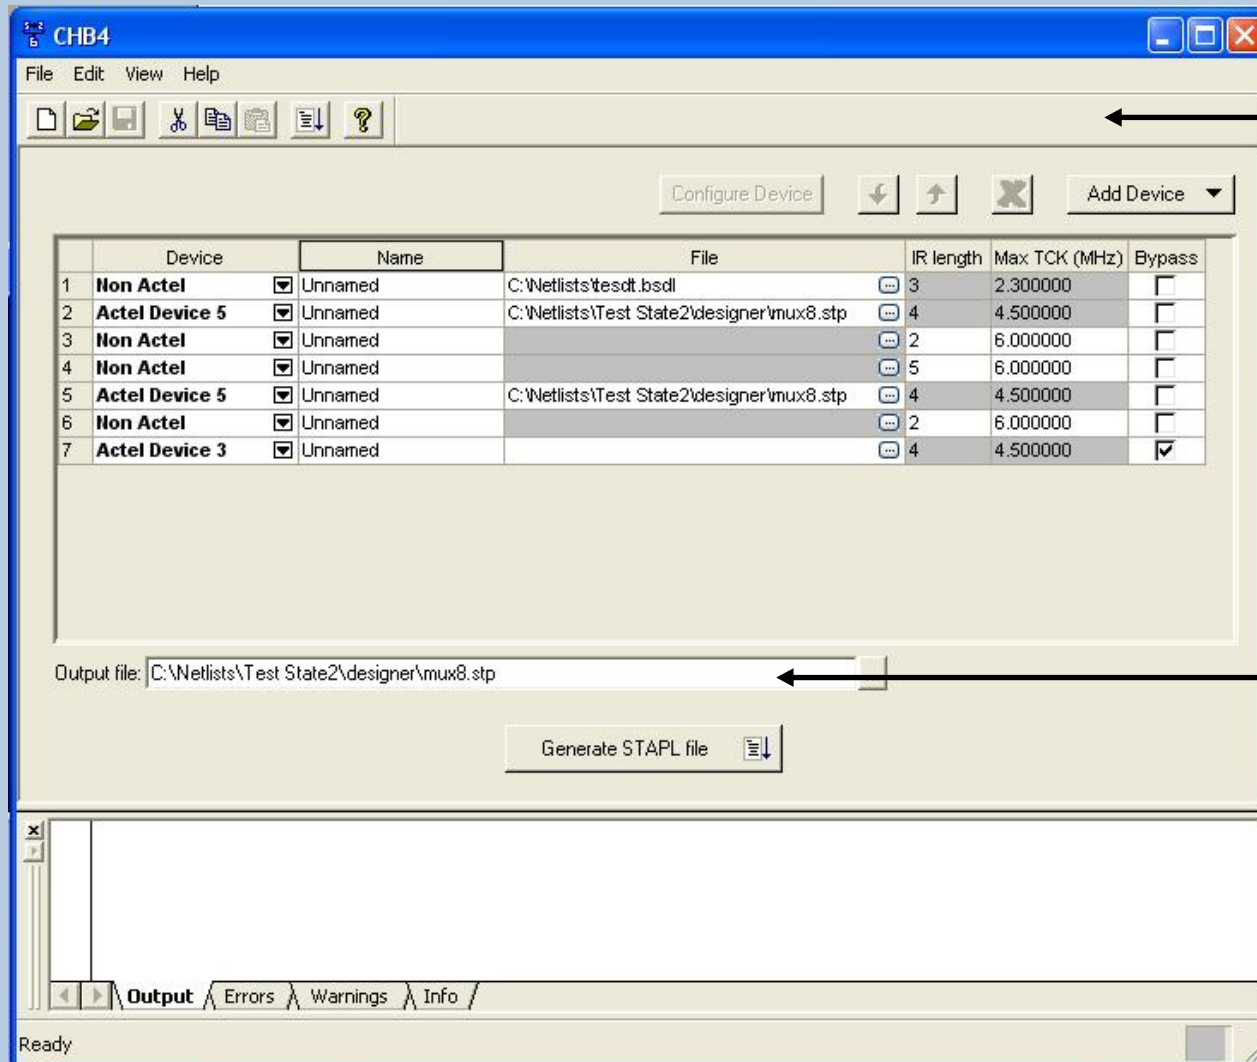 CHB4
File Edit View Help
Configure Device Add Device
Device Name File IR length Max TCK (MHz) Bypass
1 Non Actel Unnamed C:\Netlists\tesdt.bsdl 3 2.300000
2 Actel Device 5 Unnamed C:\Netlists\Test State2\designer\mux8.stp 4 4.500000
3 Non Actel Unnamed 2 6.000000
4 Non Actel Unnamed 5 6.000000
5 Actel Device 5 Unnamed C:\Netlists\Test State2\designer\mux8.stp 4 4.500000
6 Non Actel Unnamed 2 6.000000
7 Actel Device 3 Unnamed 4 4.500000
Output file: C:\Netlists\Test State2\designer\mux8.stp
Generate STAPL file
Output Errors Warnings Info
Ready